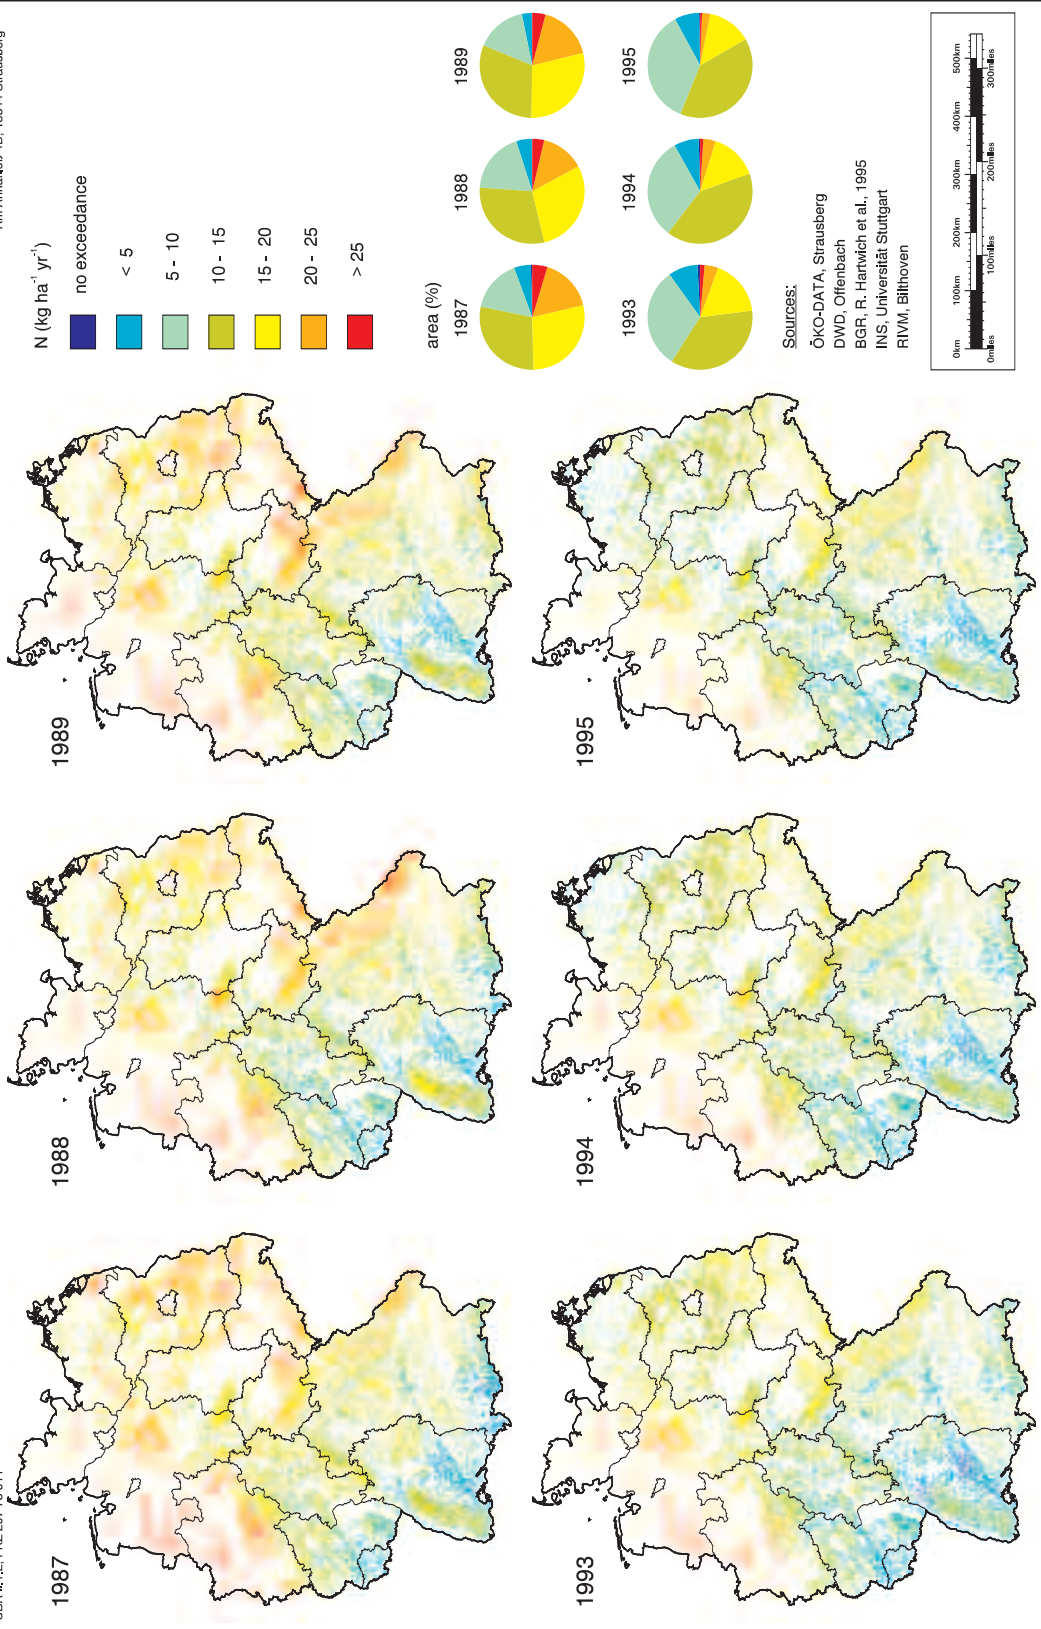 N (kg ha⁻¹ yr⁻¹)
no exceedance
< 5
5 - 10
10 - 15
15 - 20
20 - 25
> 25
area (%)
1987
1988
1989
1993
1994
1995
Sources:
ÖKO-DATA, Strausberg
DWD, Offenbach
BGR, R. Hartwich et al., 1995
INS, Universität Stuttgart
RIVM, Bilthoven
0km 100km 200km 300km 400km 500km
0miles 100miles 200miles 300miles
1987
1988
1989
1993
1994
1995